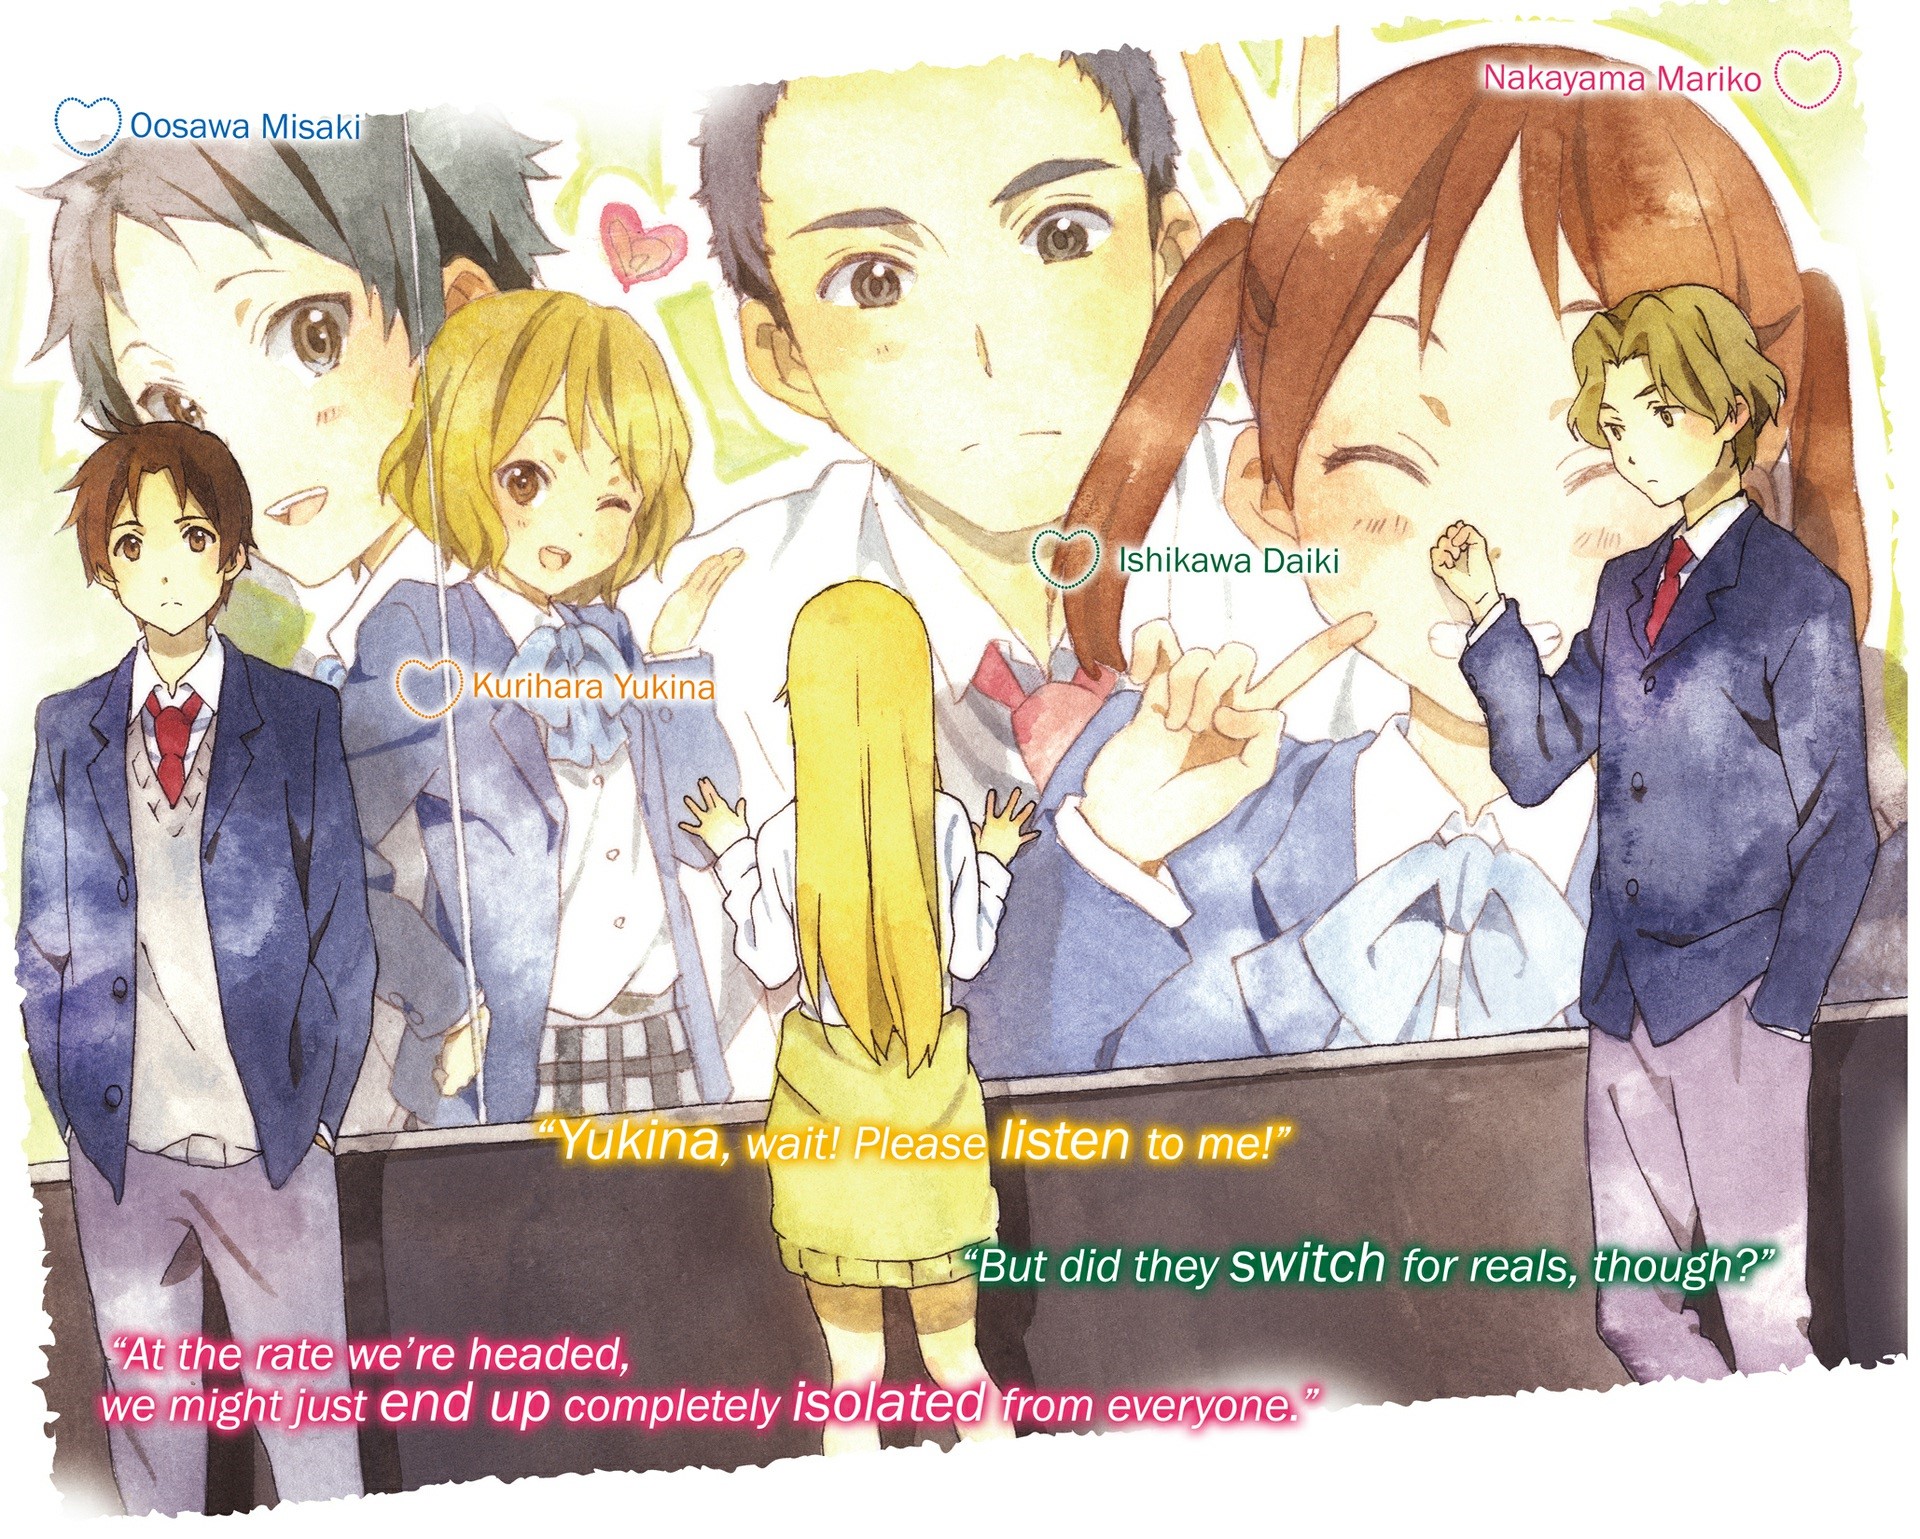 Oosawa Misaki
Nakayama Mariko
Ishikawa Daiki
Kurihara Yukina
“Yukina, wait! Please listen to me!”
“But did they switch for reals, though?”
“At the rate we’re headed,
we might just end up completely isolated from everyone.”